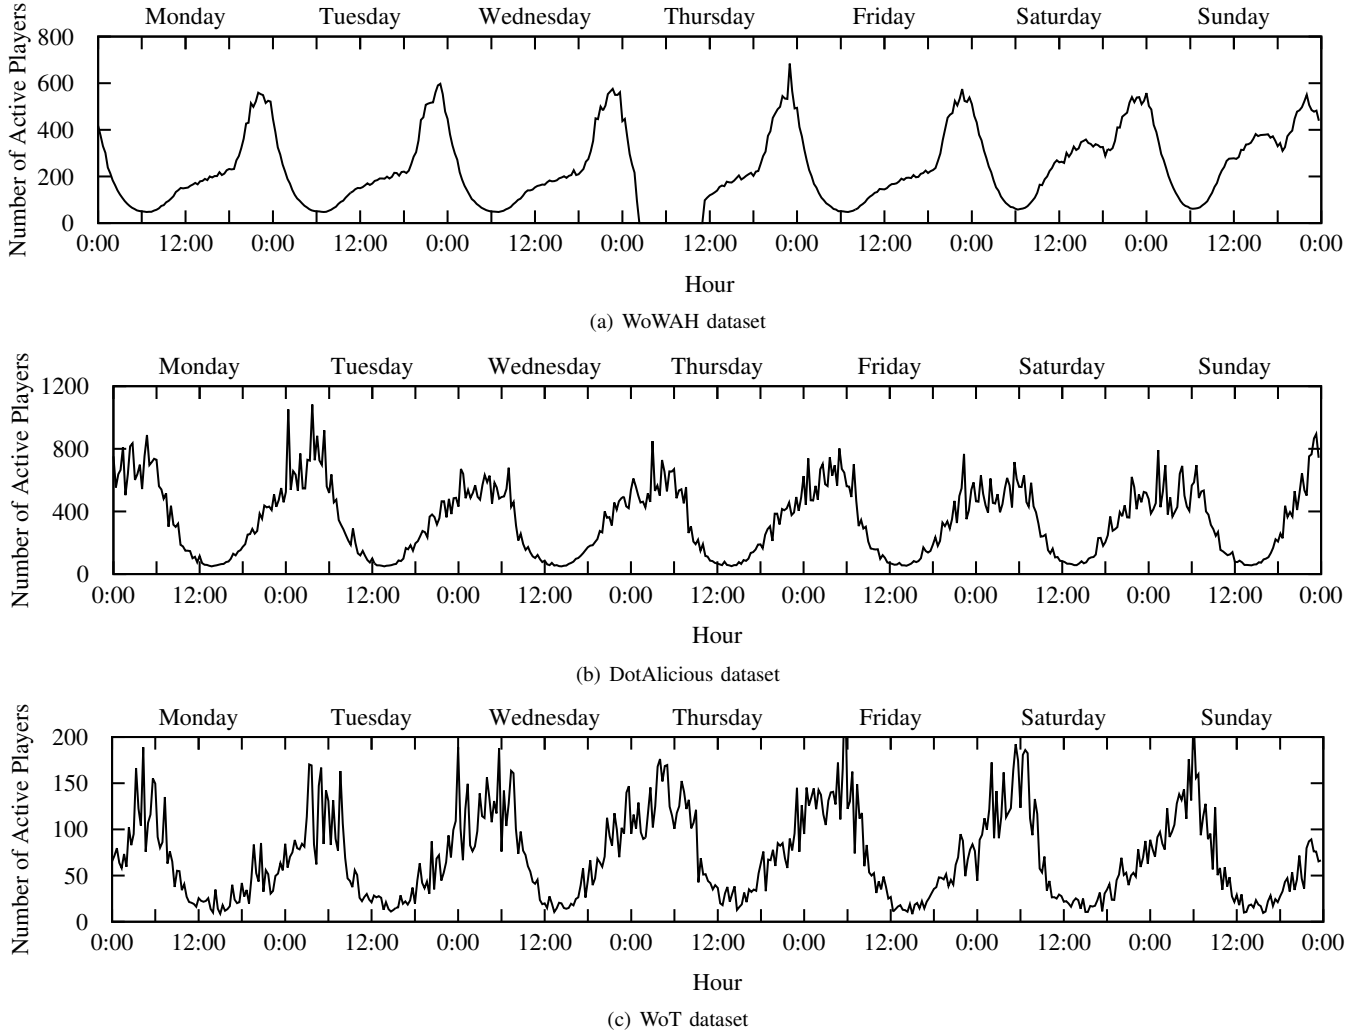 Monday Tuesday Wednesday Thursday Friday Saturday Sunday
Number of Active Players
800
600
400
200
0
0:00 12:00 0:00 12:00 0:00 12:00 0:00 12:00 0:00 12:00 0:00 12:00 0:00 12:00 0:00
Hour
(a) WoWAH dataset
Monday Tuesday Wednesday Thursday Friday Saturday Sunday
Number of Active Players
1200
800
400
0
0:00 12:00 0:00 12:00 0:00 12:00 0:00 12:00 0:00 12:00 0:00 12:00 0:00 12:00 0:00
Hour
(b) DotAlicious dataset
Monday Tuesday Wednesday Thursday Friday Saturday Sunday
Number of Active Players
200
150
100
50
0
0:00 12:00 0:00 12:00 0:00 12:00 0:00 12:00 0:00 12:00 0:00 12:00 0:00 12:00 0:00
Hour
(c) WoT dataset